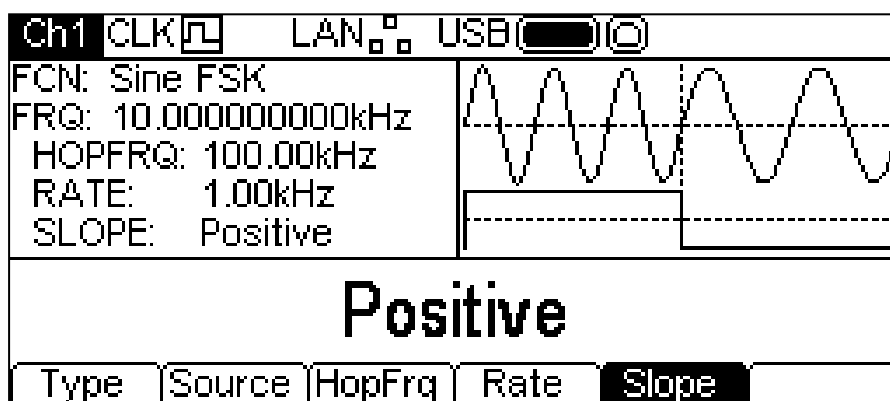 Ch1 CLK LAN USB
FCN: Sine FSK
FRQ: 10.000000000kHz
HOPFRQ: 100.00kHz
RATE: 1.00kHz
SLOPE: Positive
Positive
Type Source HopFrq Rate Slope